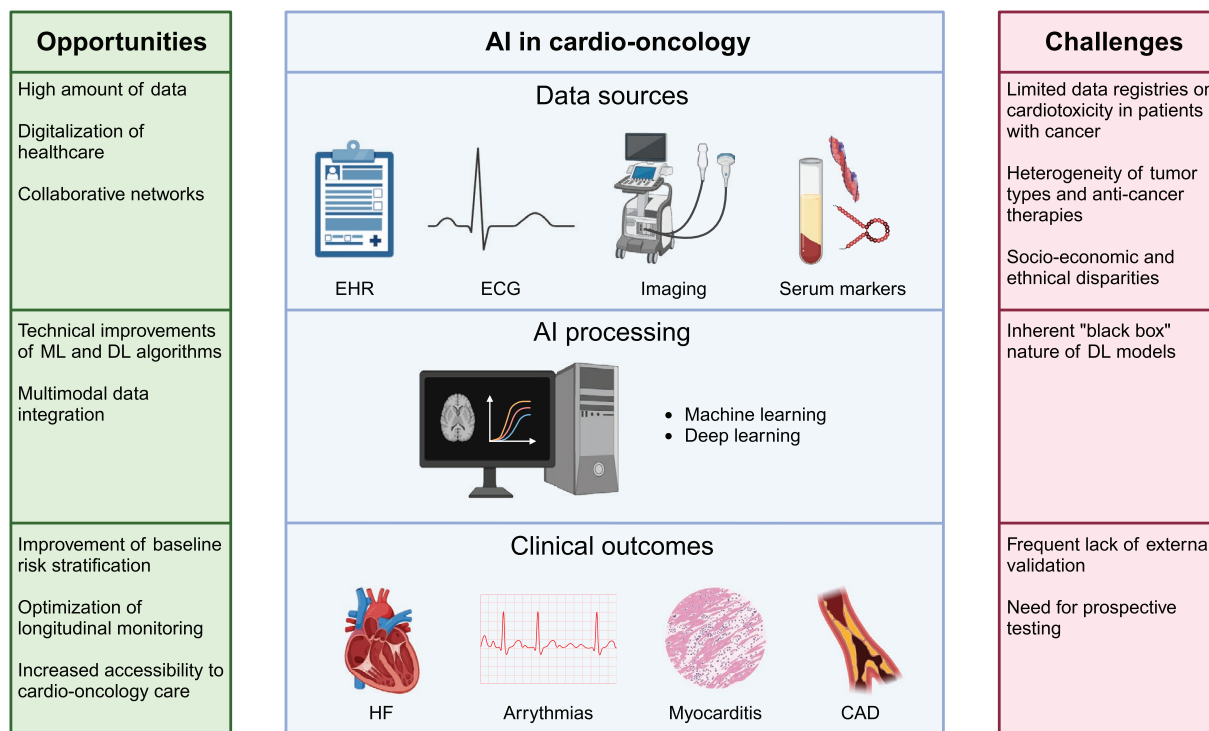 Opportunities
High amount of data
Digitalization of
healthcare
Collaborative networks
Technical improvements
of ML and DL algorithms
Multimodal data
integration
Improvement of baseline
risk stratification
Optimization of
longitudinal monitoring
Increased accessibility to
cardio-oncology care
AI in cardio-oncology
Data sources
EHR
ECG
Imaging
Serum markers
AI processing
• Machine learning
• Deep learning
Clinical outcomes
HF
Arrythmias
Myocarditis
CAD
Challenges
Limited data registries on
cardiotoxicity in patients
with cancer
Heterogeneity of tumor
types and anti-cancer
therapies
Socio-economic and
ethnical disparities
Inherent "black box"
nature of DL models
Frequent lack of external
validation
Need for prospective
testing